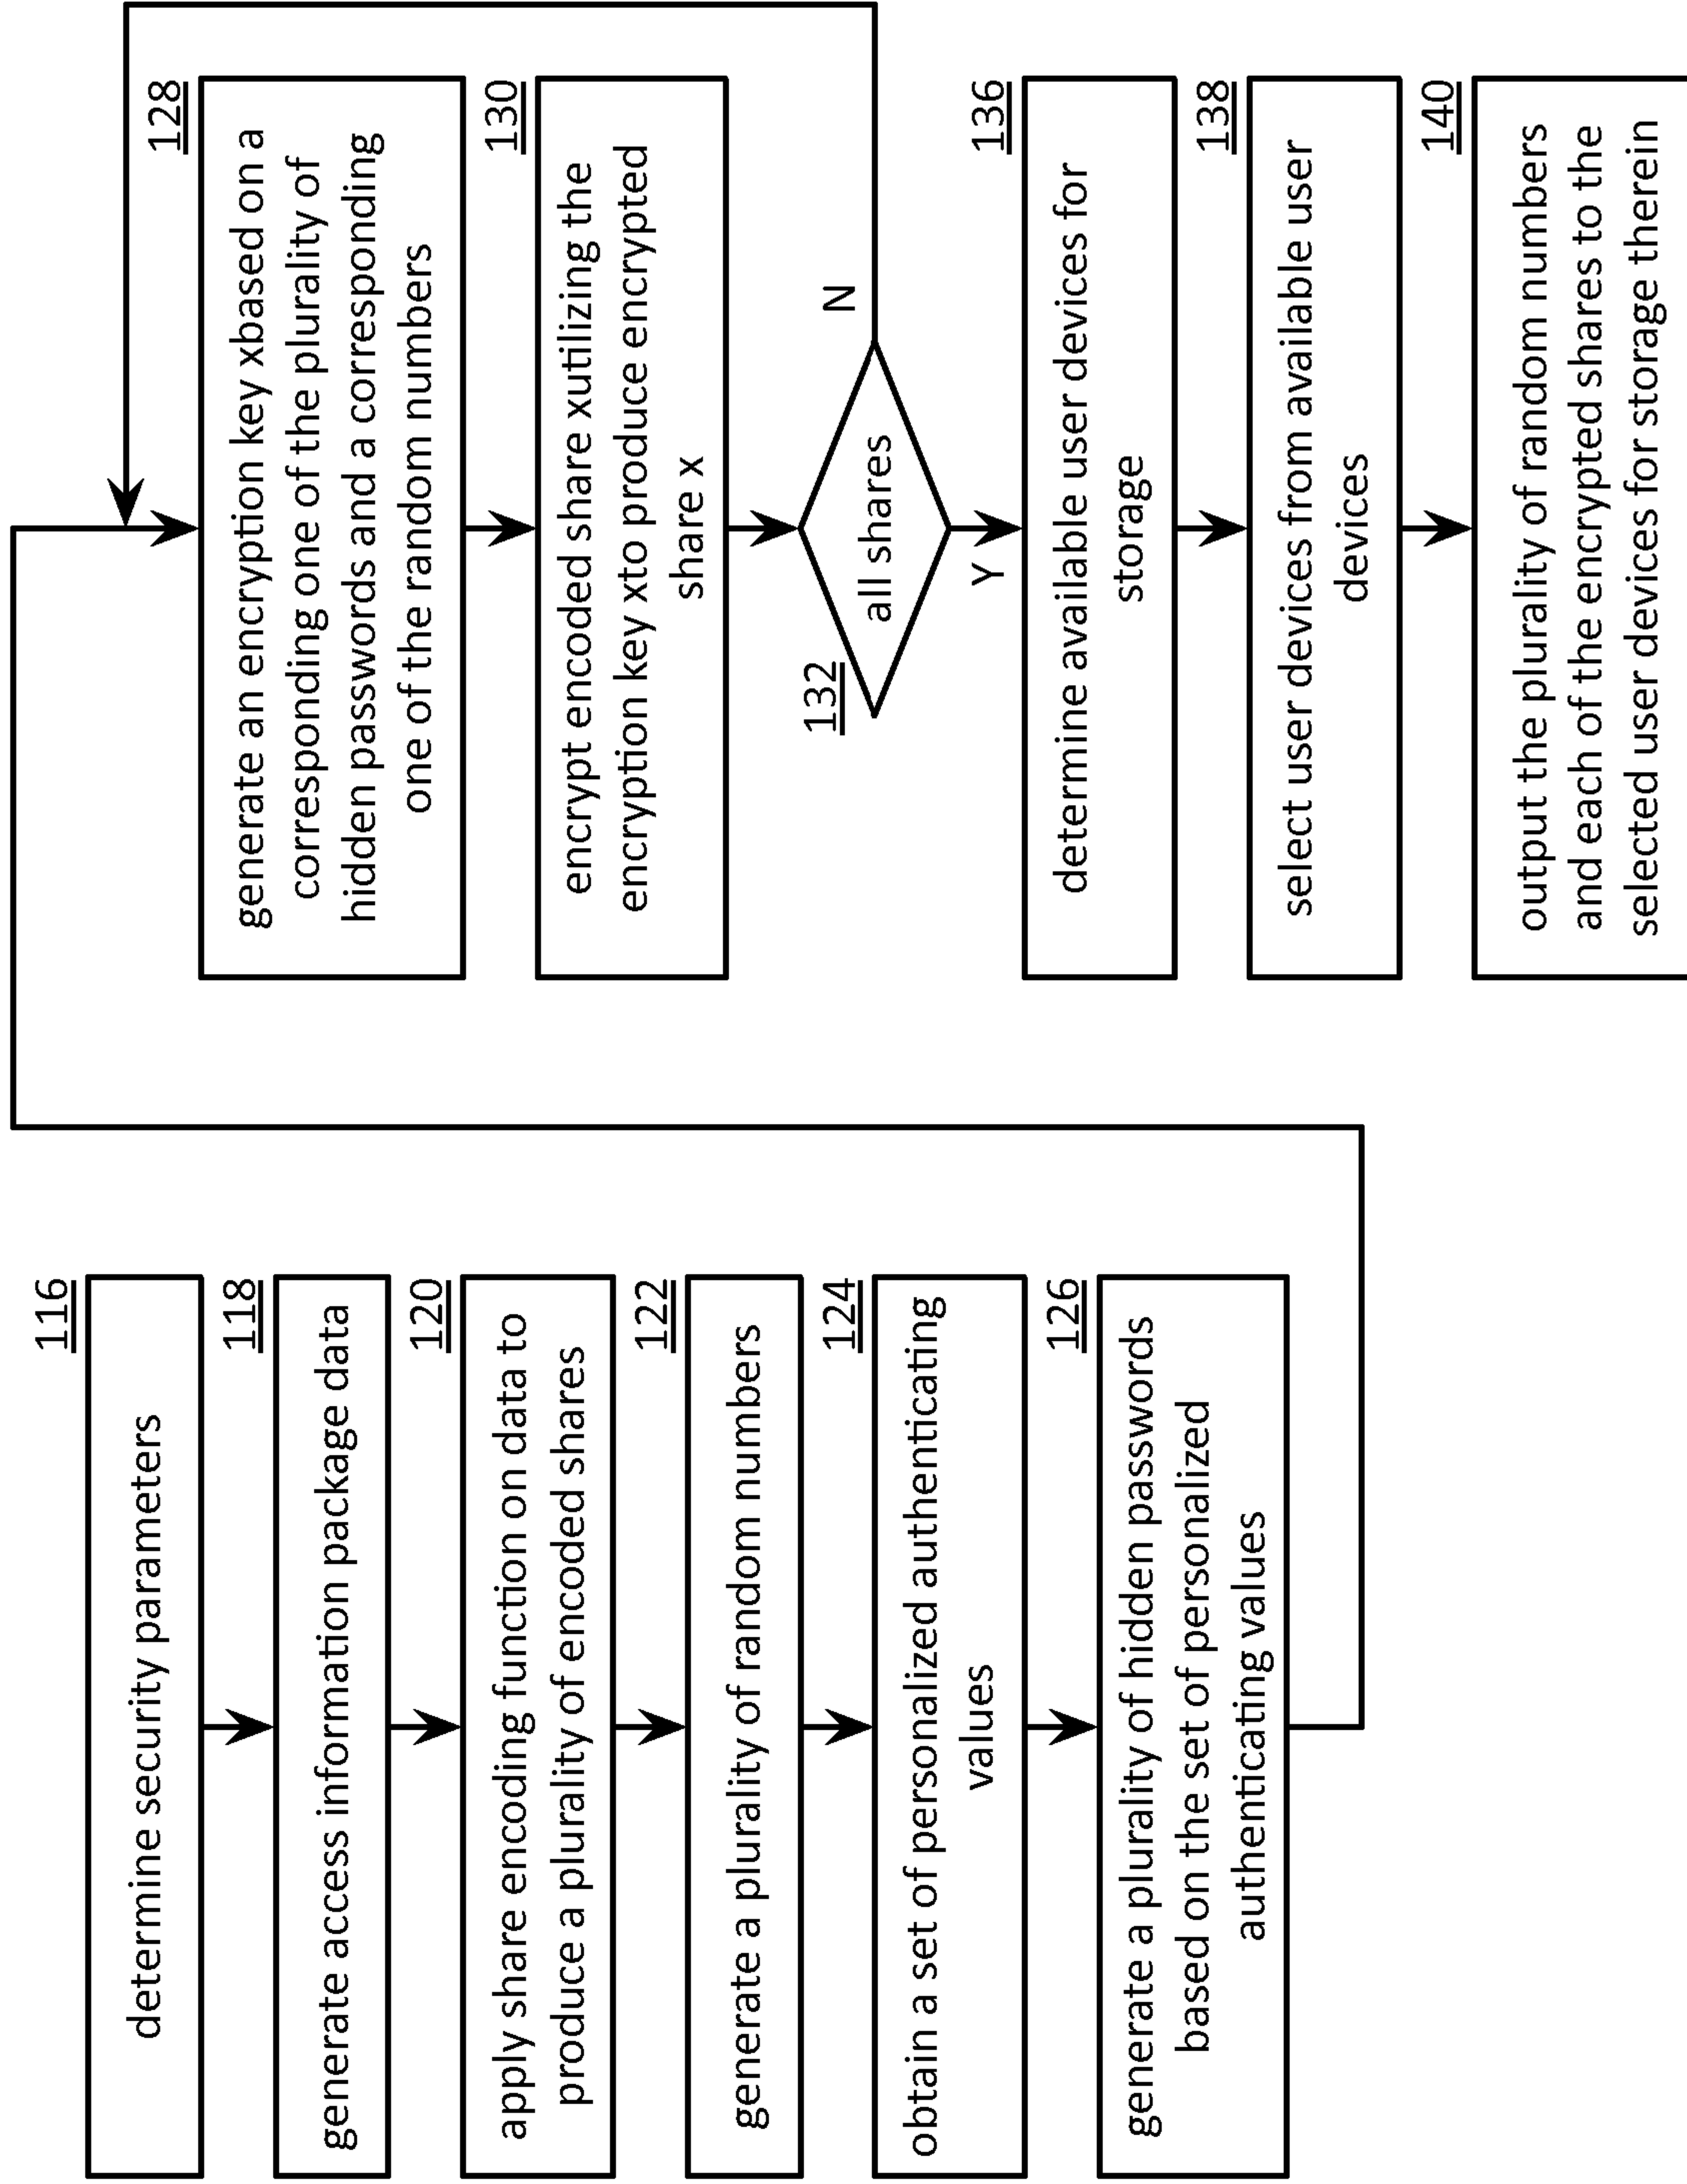 116
determine security parameters
118
generate access information package data
120
apply share encoding function on data to
produce a plurality of encoded shares
122
generate a plurality of random numbers
124
obtain a set of personalized authenticating
values
126
generate a plurality of hidden passwords
based on the set of personalized
authenticating values
128
generate an encryption key xbased on a
corresponding one of the plurality of
hidden passwords and a corresponding
one of the random numbers
130
encrypt encoded share xutilizing the
encryption key xto produce encrypted
share x
132
all shares
N
Y
136
determine available user devices for
storage
138
select user devices from available user
devices
140
output the plurality of random numbers
and each of the encrypted shares to the
selected user devices for storage therein